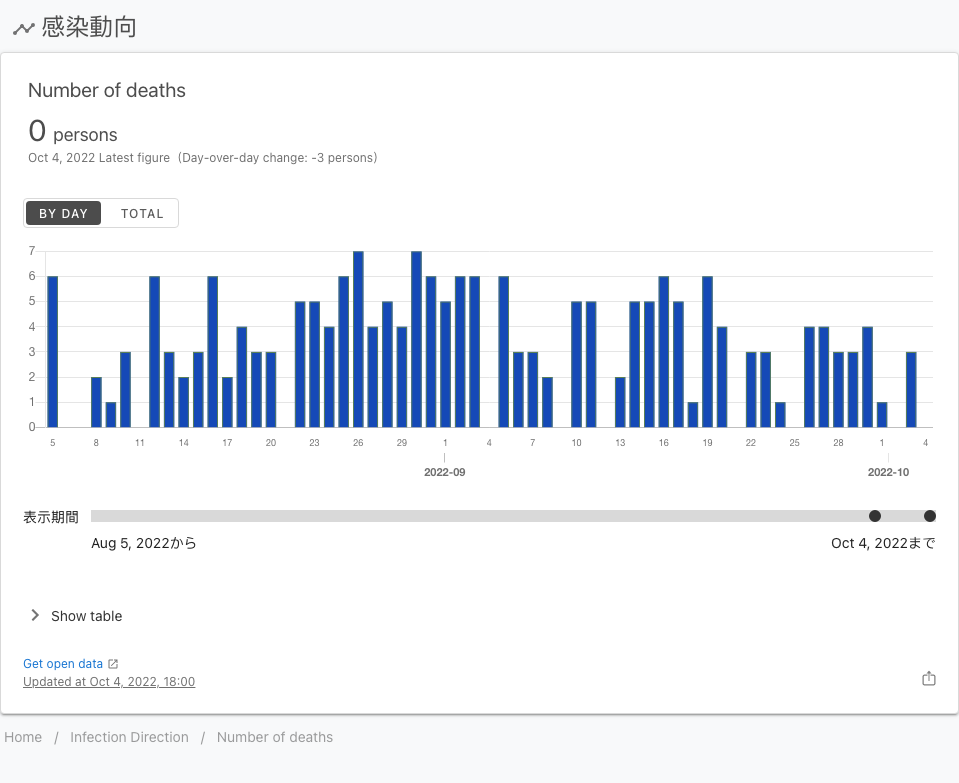 感染動向
Number of deaths
0 persons
Oct 4, 2022 Latest figure (Day-over-day change: -3 persons)
BY DAY TOTAL
7
6
5
4
3
2
1
0
5 8 11 14 17 20 23 26 29 1 4 7 10 13 16 19 22 25 28 1 4
2022-09 2022-10
表示期間
Aug 5, 2022から Oct 4, 2022まで
Show table
Get open data
Updated at Oct 4, 2022, 18:00
Home / Infection Direction / Number of deaths